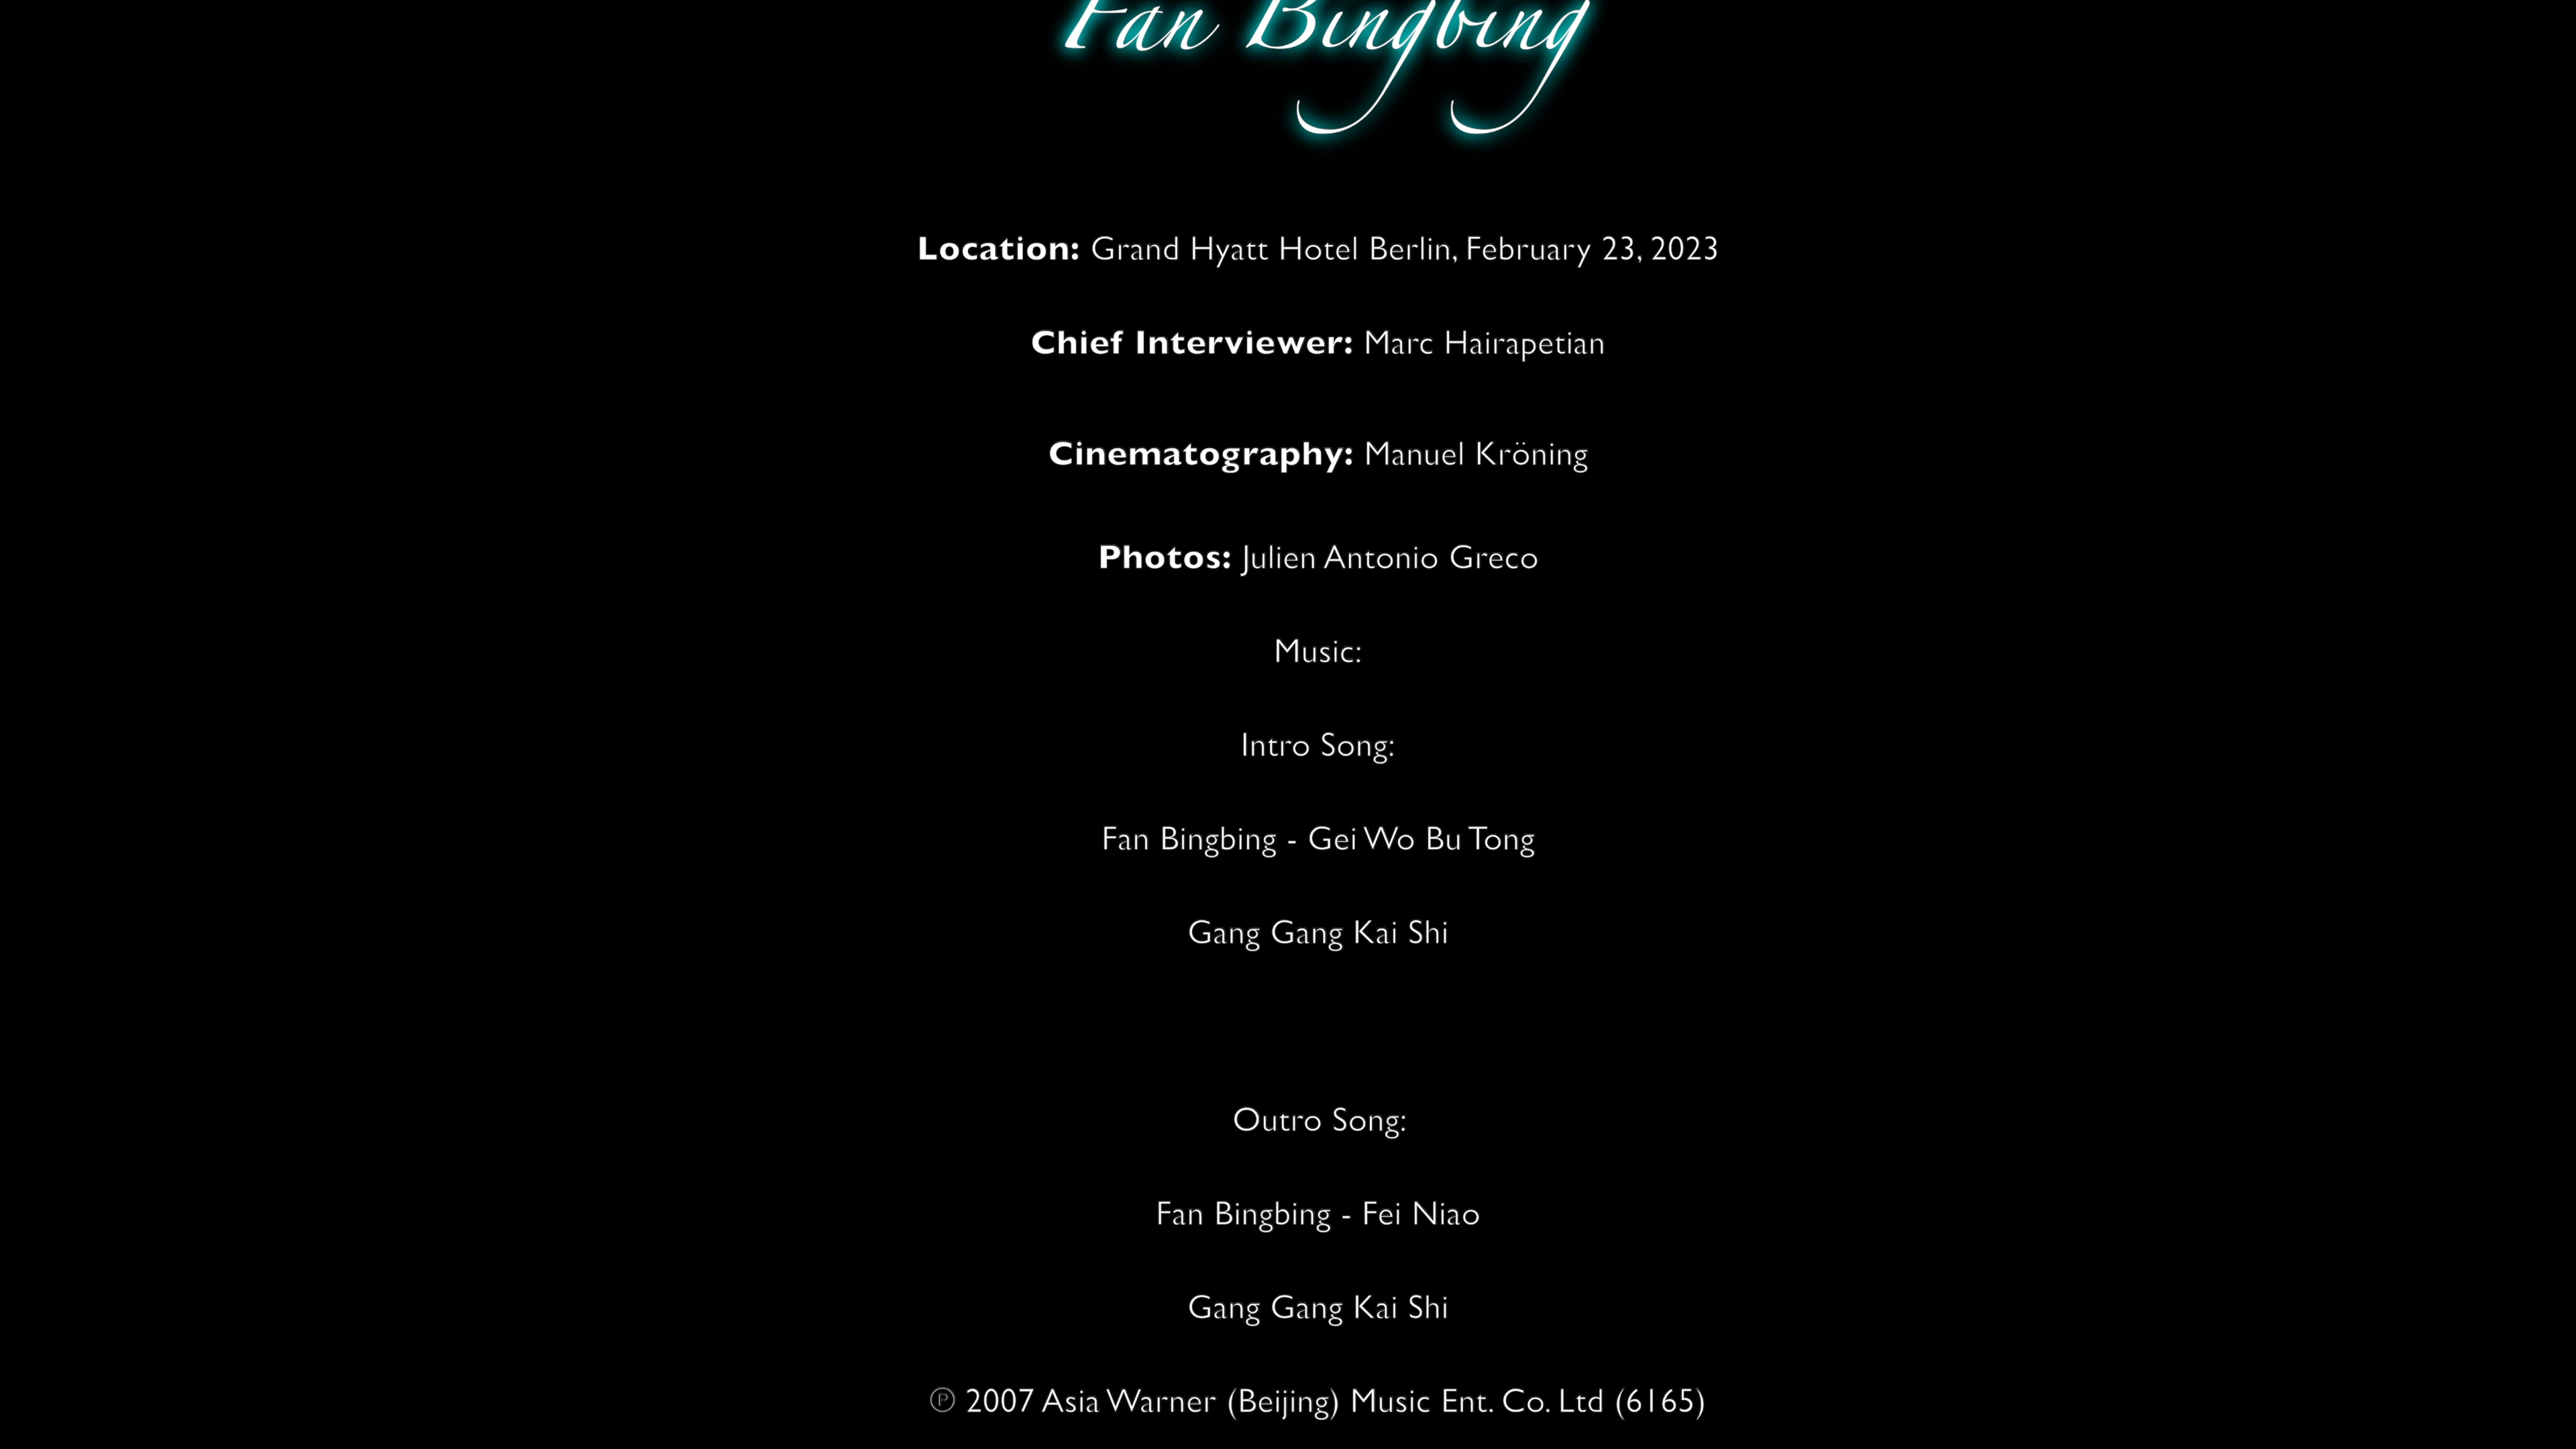 Fan Bingbing
Location: Grand Hyatt Hotel Berlin, February 23, 2023
Chief Interviewer: Marc Hairapetian
Cinematography: Manuel Kröning
Photos: Julien Antonio Greco
Music:
Intro Song:
Fan Bingbing - Gei Wo Bu Tong
Gang Gang Kai Shi
Outro Song:
Fan Bingbing - Fei Niao
Gang Gang Kai Shi
℗ 2007 Asia Warner (Beijing) Music Ent. Co. Ltd (6165)